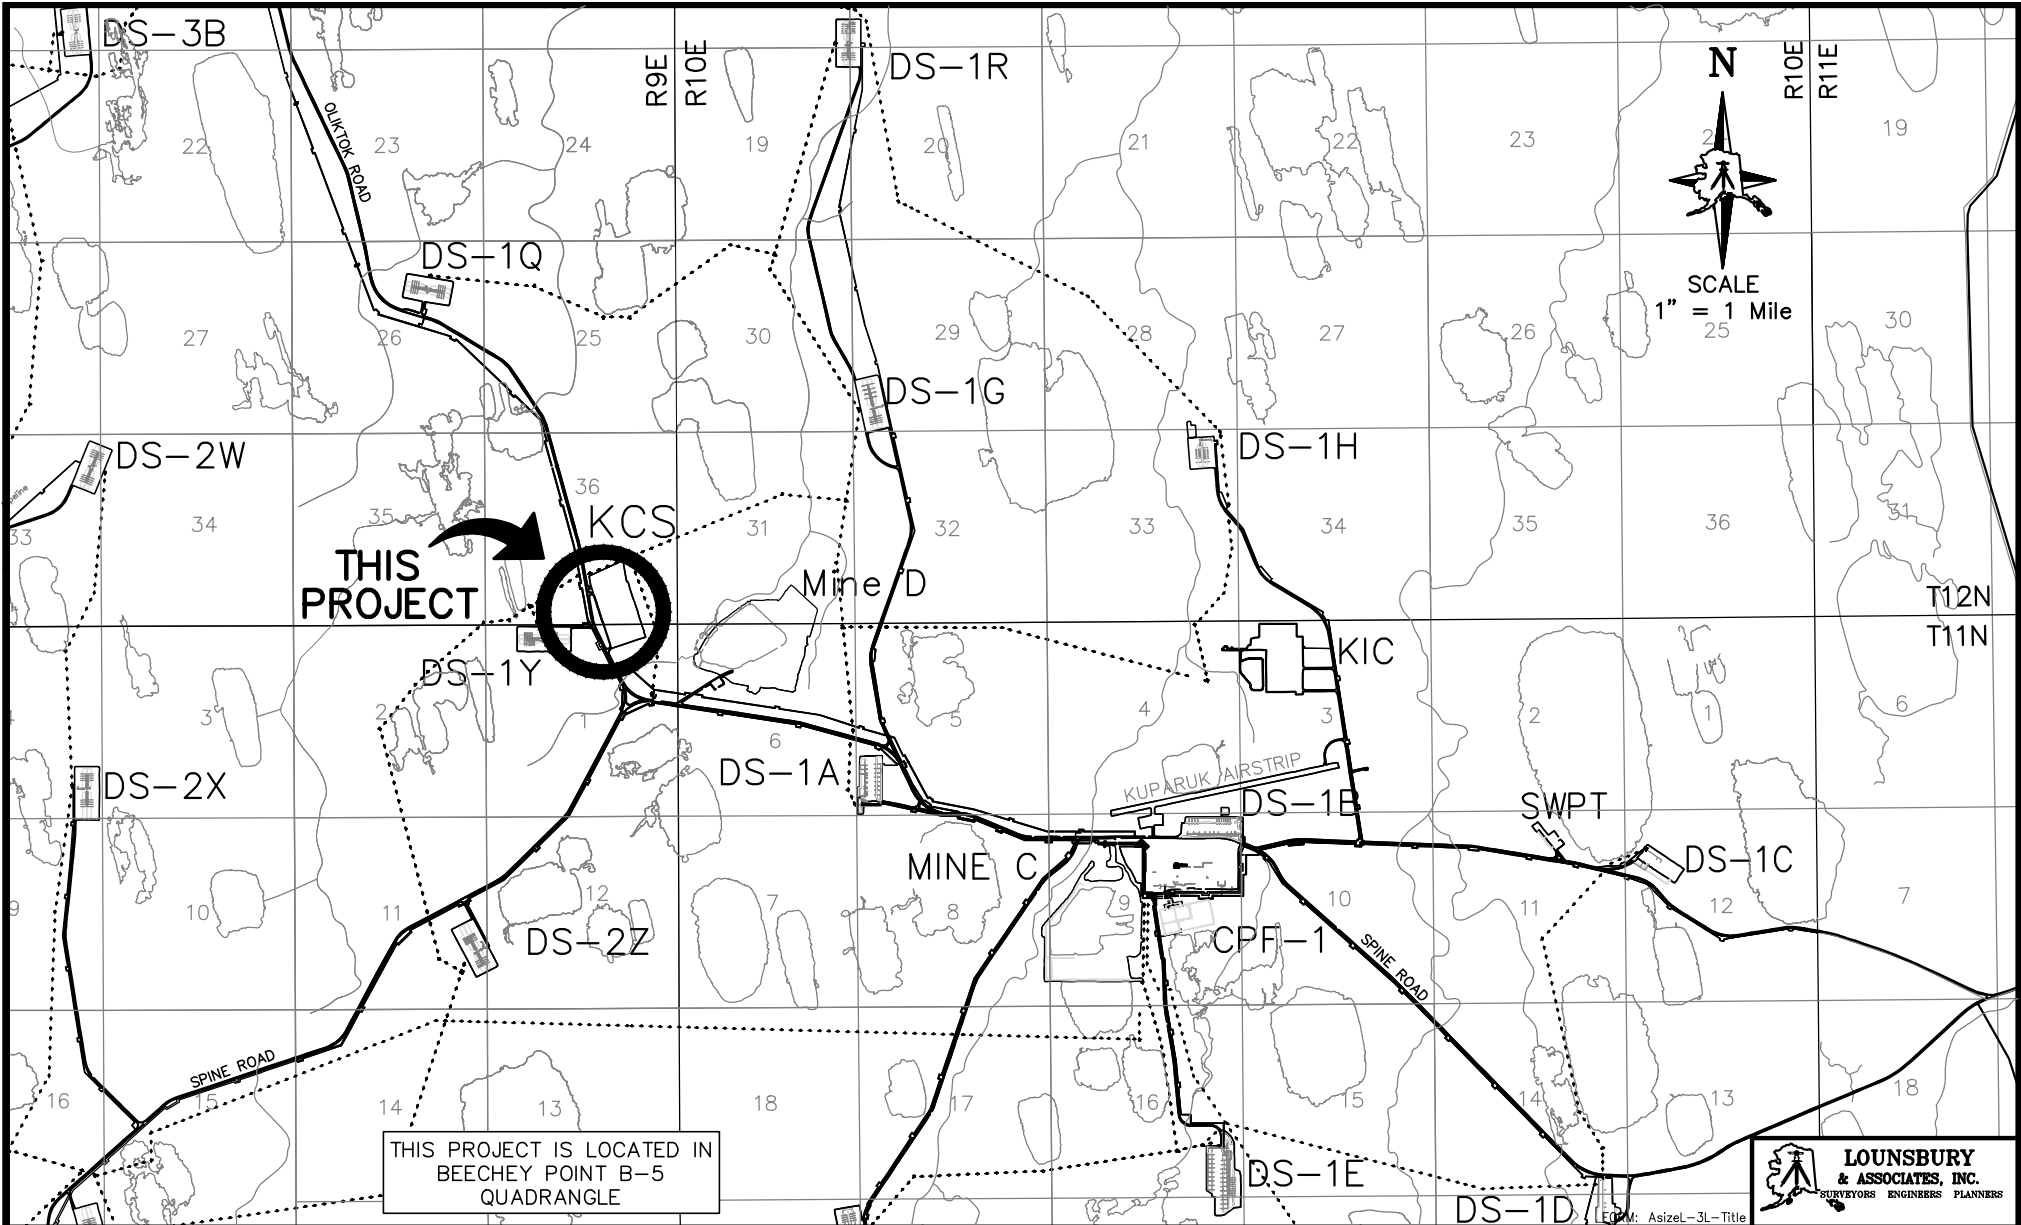 DS-3B
DS-1R
R9E
R10E
N
R10E
R11E
OLIKTOK ROAD
22
23
24
19
20
21
22
23
19
DS-1Q
SCALE
1" = 1 Mile
27
26
25
30
29
28
27
26
25
30
DS-1G
DS-2W
DS-1H
33
34
35
36
KCS
31
32
33
34
35
36
31
THIS
PROJECT
Mine D
T12N
T11N
DS-1Y
KIC
3
2
1
6
5
4
3
2
1
6
DS-2X
DS-1A
KUPARUK AIRSTRIP
DS-1B
SWPT
MINE C
DS-1C
9
10
11
12
7
8
9
10
11
12
7
DS-2Z
CPF-1
SPINE ROAD
SPINE ROAD
16
15
14
13
18
17
16
15
14
13
18
THIS PROJECT IS LOCATED IN
BEECHEY POINT B-5
QUADRANGLE
DS-1E
DS-1D
LOUNSBURY
& ASSOCIATES, INC.
SURVEYORS ENGINEERS PLANNERS
FORM: AsizeL-3L-Title